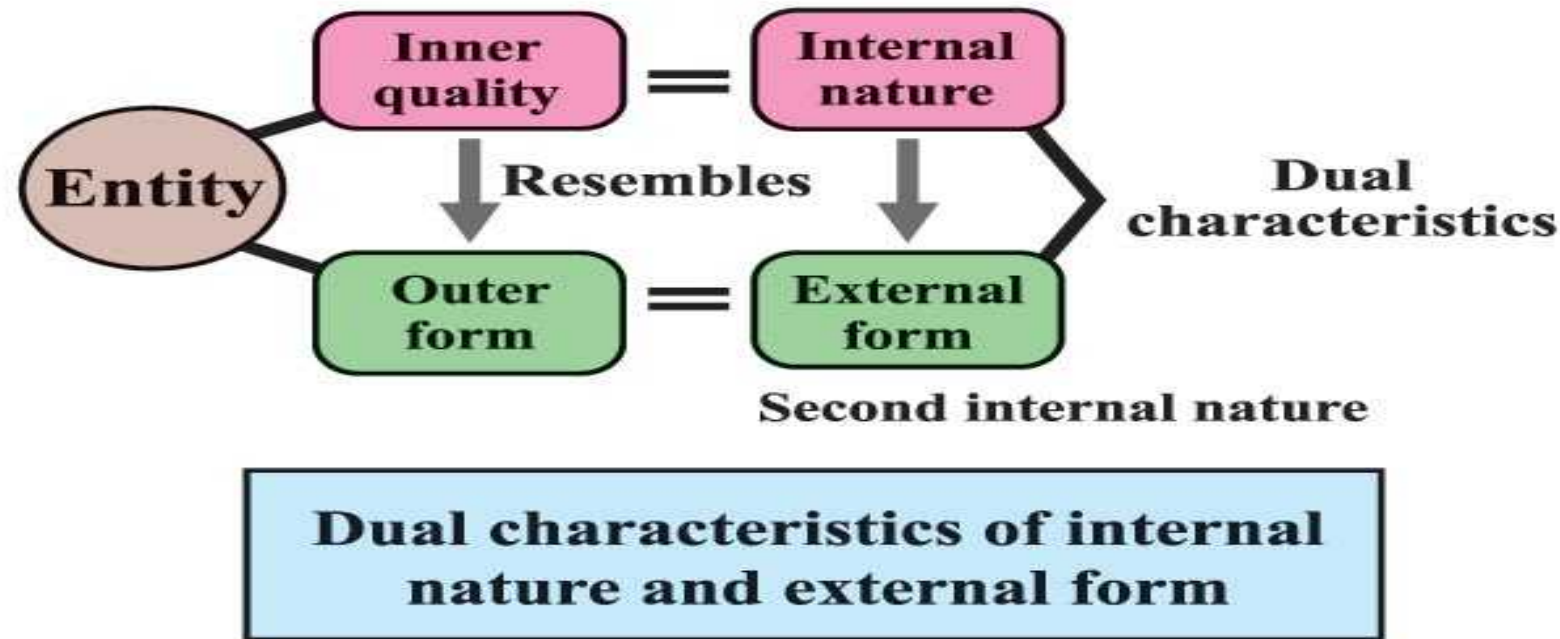 Inner
quality
Internal
nature
Entity
Resembles
Dual
characteristics
Outer
form
External
form
Second internal nature
Dual characteristics of internal
nature and external form